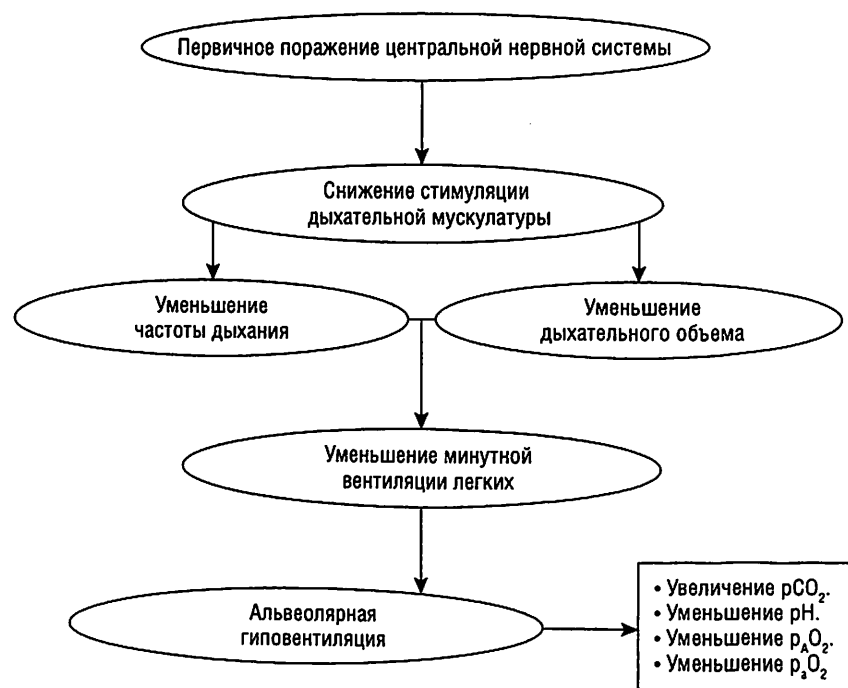 Первичное поражение центральной нервной системы
Снижение стимуляции
дыхательной мускулатуры
Уменьшение
частоты дыхания
Уменьшение
дыхательного объема
Уменьшение минутной
вентиляции легких
Альвеолярная
гиповентиляция
• Увеличение pCO₂.
• Уменьшение pH.
• Уменьшение pₐO₂.
• Уменьшение pₐO₂